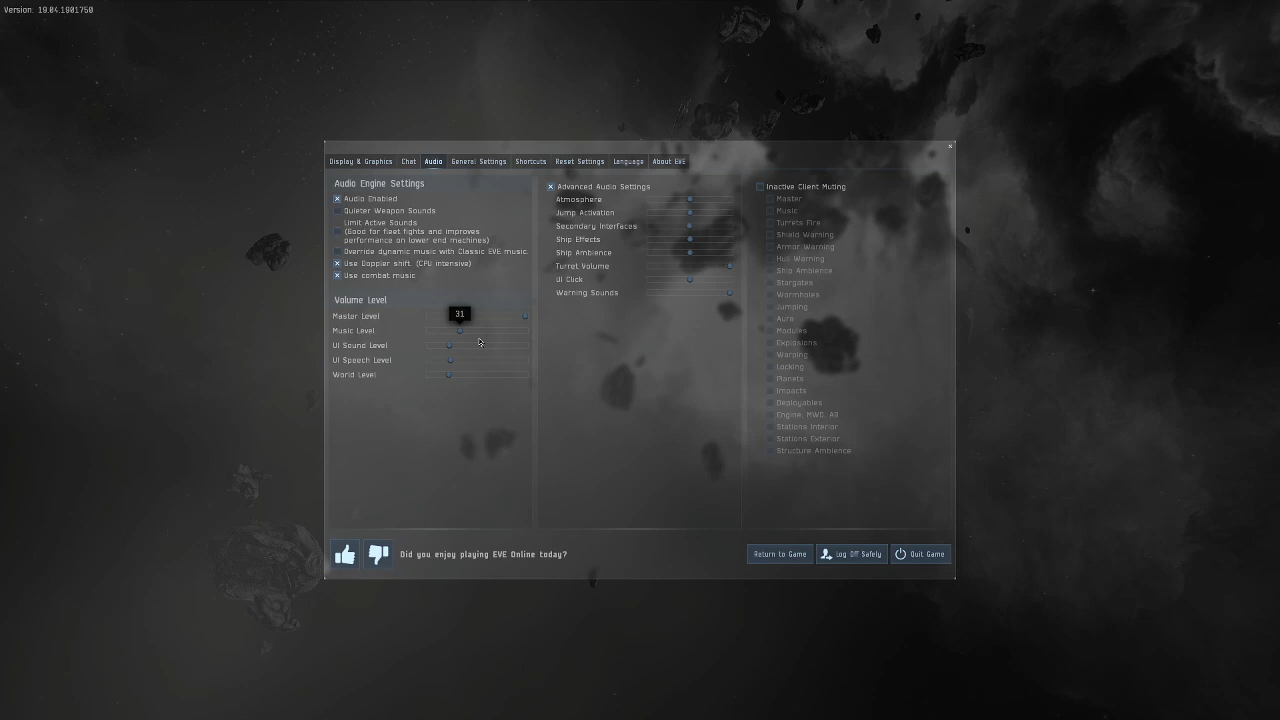 Version: 19.04.1901750
Display & Graphics
Chat
Audio
General Settings
Shortcuts
Reset Settings
Language
About EVE
Audio Engine Settings
Audio Enabled
Quieter Weapon Sounds
Limit Active Sounds
(Good for fleet fights and improves
performance on lower end machines)
Override dynamic music with Classic EVE music.
Use Doppler shift. (CPU intensive)
Use combat music
Volume Level
Master Level
31
Music Level
UI Sound Level
UI Speech Level
World Level
Advanced Audio Settings
Atmosphere
Jump Activation
Secondary Interfaces
Ship Effects
Ship Ambience
Turret Volume
UI Click
Warning Sounds
Inactive Client Muting
Master
Music
Turrets Fire
Shield Warning
Armor Warning
Hull Warning
Ship Ambience
Stargates
Wormholes
Jumping
Aura
Modules
Explosions
Warping
Locking
Planets
Impacts
Deployables
Engine, MWD, AB
Stations Interior
Stations Exterior
Structure Ambience
Did you enjoy playing EVE Online today?
Return to Game
Log Off Safely
Quit Game